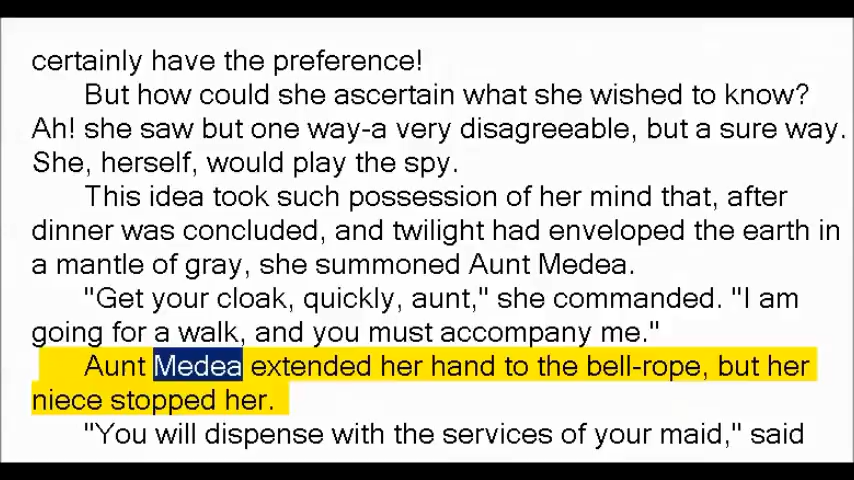 certainly have the preference!
But how could she ascertain what she wished to know?
Ah! she saw but one way-a very disagreeable, but a sure way.
She, herself, would play the spy.
This idea took such possession of her mind that, after
dinner was concluded, and twilight had enveloped the earth in
a mantle of gray, she summoned Aunt Medea.
"Get your cloak, quickly, aunt," she commanded. "I am
going for a walk, and you must accompany me."
Aunt Medea extended her hand to the bell-rope, but her
niece stopped her.
"You will dispense with the services of your maid," said